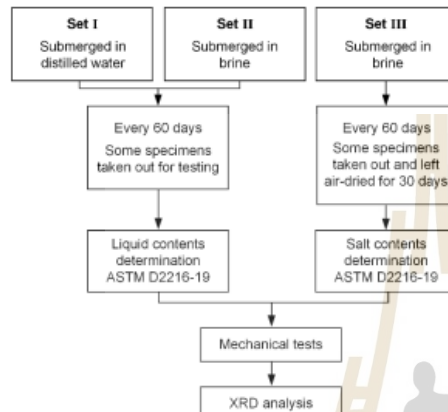 Set I
Submerged in
distilled water
Set II
Submerged in
brine
Set III
Submerged in
brine
Every 60 days
Some specimens
taken out for testing
Every 60 days
Some specimens
taken out and left
air-dried for 30 days
Liquid contents
determination
ASTM D2216-19
Salt contents
determination
ASTM D2216-19
Mechanical tests
XRD analysis